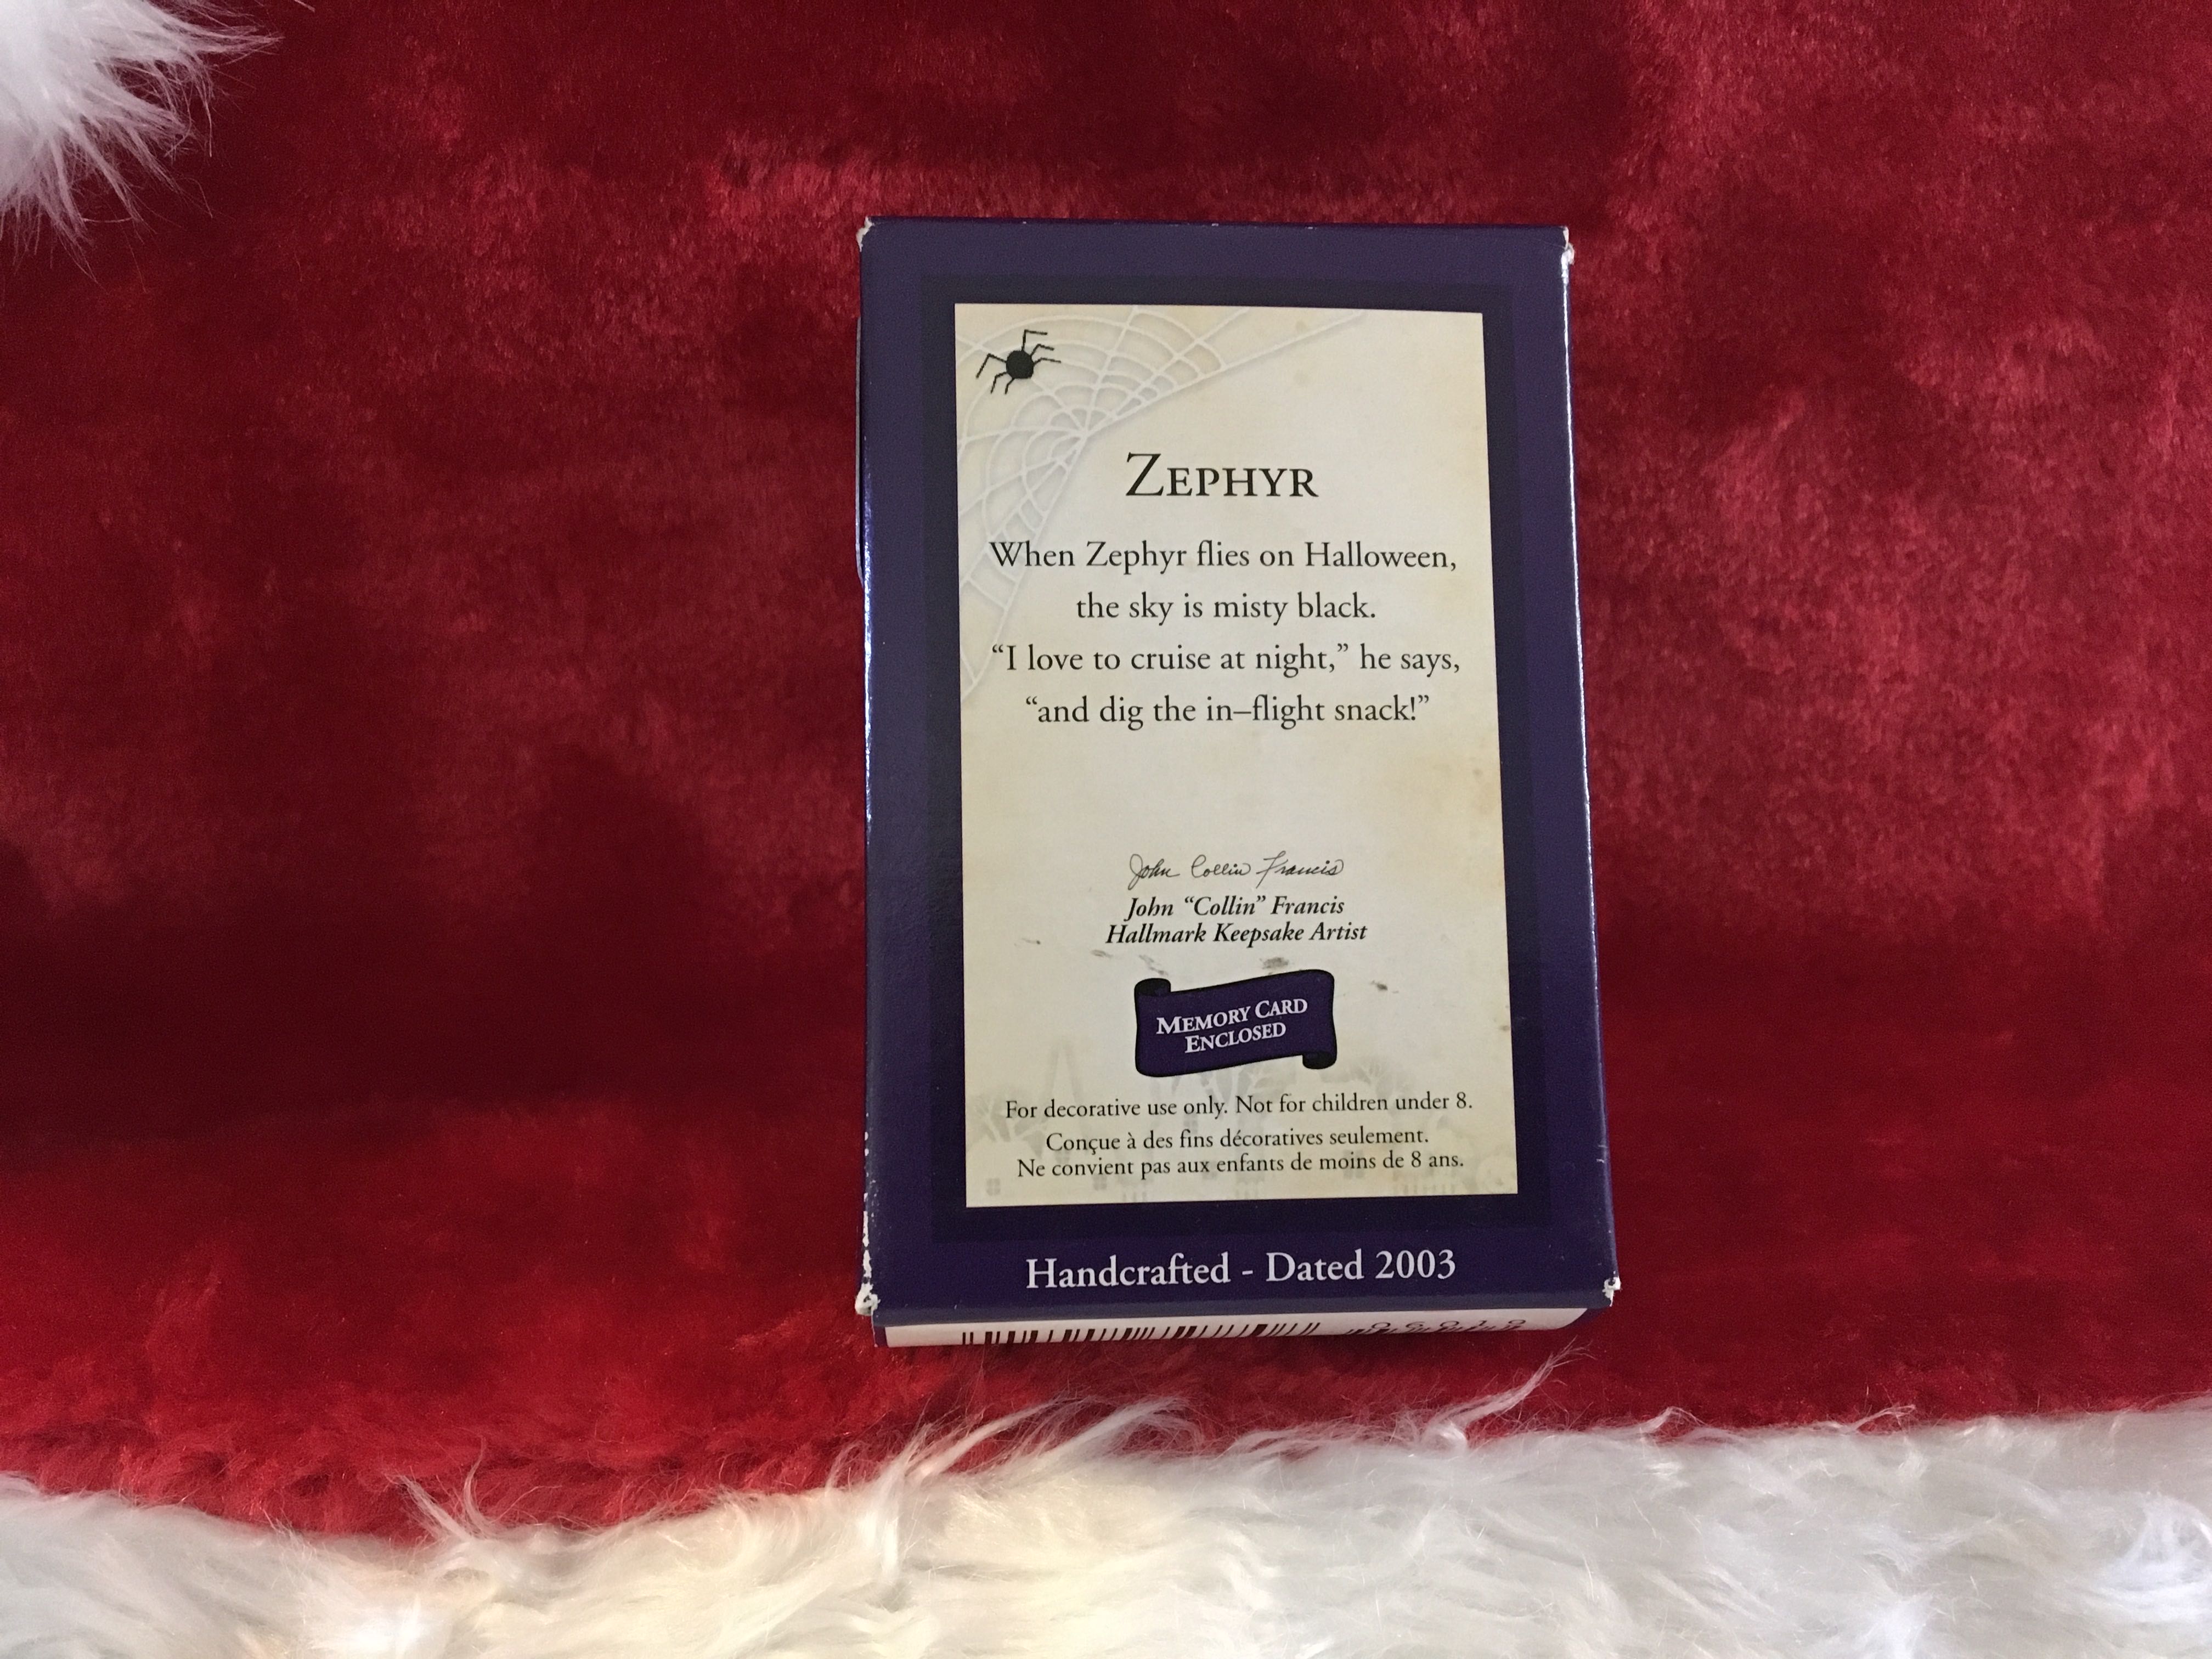 ZEPHYR
When Zephyr flies on Halloween,
the sky is misty black.
“I love to cruise at night,” he says,
“and dig the in–flight snack!”
John Collin Francis
John “Collin” Francis
Hallmark Keepsake Artist
MEMORY CARD
ENCLOSED
For decorative use only. Not for children under 8.
Conçue à des fins décoratives seulement.
Ne convient pas aux enfants de moins de 8 ans.
Handcrafted - Dated 2003